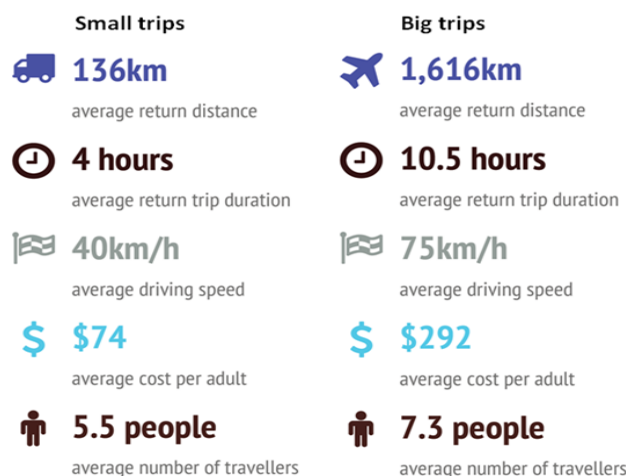 Small trips
136km
average return distance
4 hours
average return trip duration
40km/h
average driving speed
$
$74
average cost per adult
5.5 people
average number of travellers
Big trips
1,616km
average return distance
10.5 hours
average return trip duration
75km/h
average driving speed
$
$292
average cost per adult
7.3 people
average number of travellers